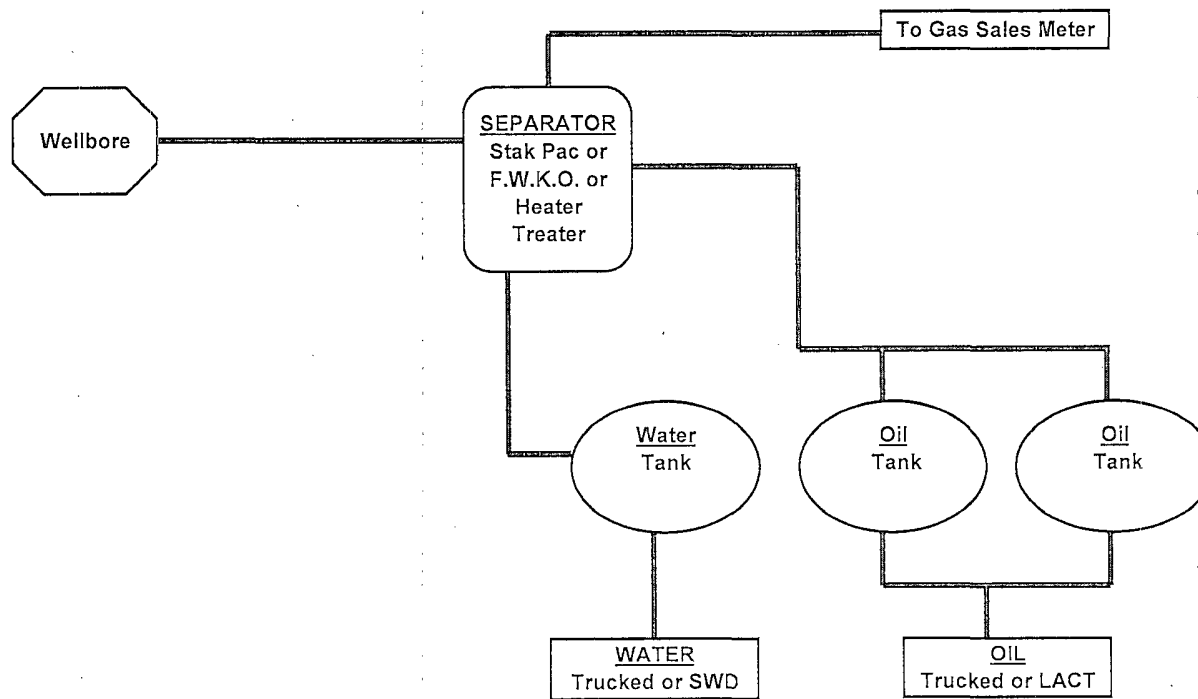 To Gas Sales Meter
Wellbore
SEPARATOR
Stak Pac or
F.W.K.O. or
Heater
Treater
Water
Tank
Oil
Tank
Oil
Tank
WATER
Trucked or SWD
OIL
Trucked or LACT